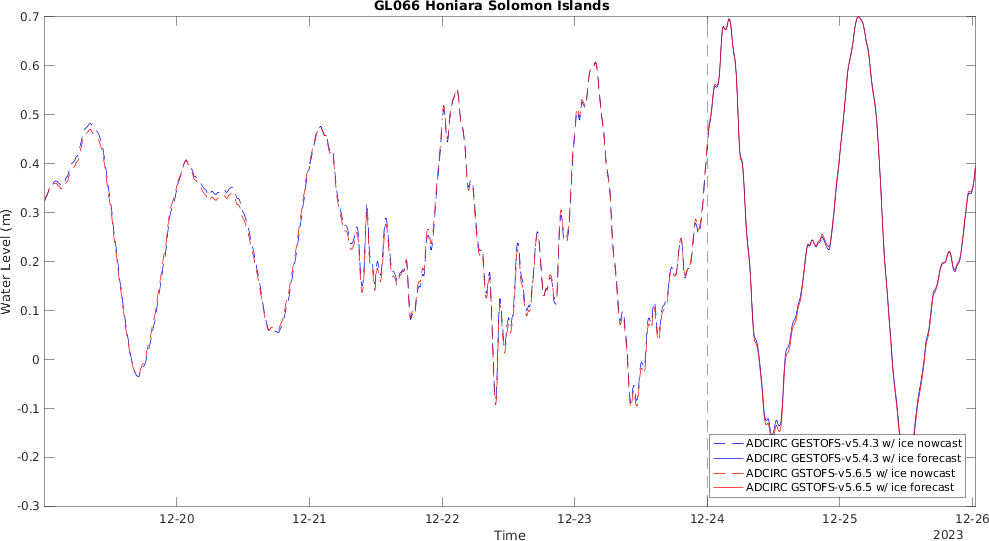 GL066 Honiara Solomon Islands
Water Level (m)
0.7
0.6
0.5
0.4
0.3
0.2
0.1
0
-0.1
-0.2
-0.3
ADCIRC GESTOFS-v5.4.3 w/ ice nowcast
ADCIRC GESTOFS-v5.4.3 w/ ice forecast
ADCIRC GSTOFS-v5.6.5 w/ ice nowcast
ADCIRC GSTOFS-v5.6.5 w/ ice forecast
12-20
12-21
12-22
12-23
12-24
12-25
12-26
Time
2023